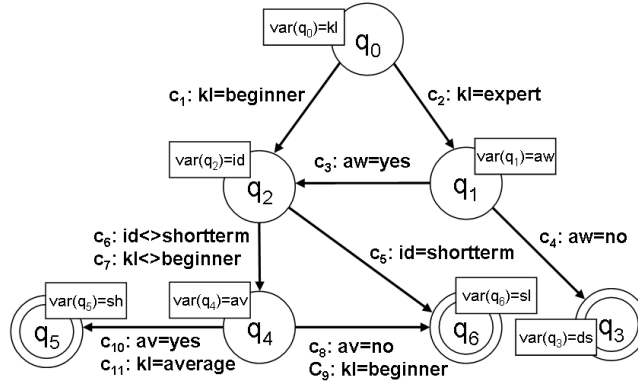 var(q₀)=kl
q₀
c₁: kl=beginner
c₂: kl=expert
var(q₂)=id
q₂
c₃: aw=yes
var(q₁)=aw
q₁
c₆: id<>shortterm
c₇: kl<>beginner
c₅: id=shortterm
c₄: aw=no
var(q₅)=sh
q₅
var(q₄)=av
q₄
var(q₆)=sl
q₆
q₃
var(q₃)=ds
c₁₀: av=yes
c₁₁: kl=average
c₈: av=no
C₉: kl=beginner